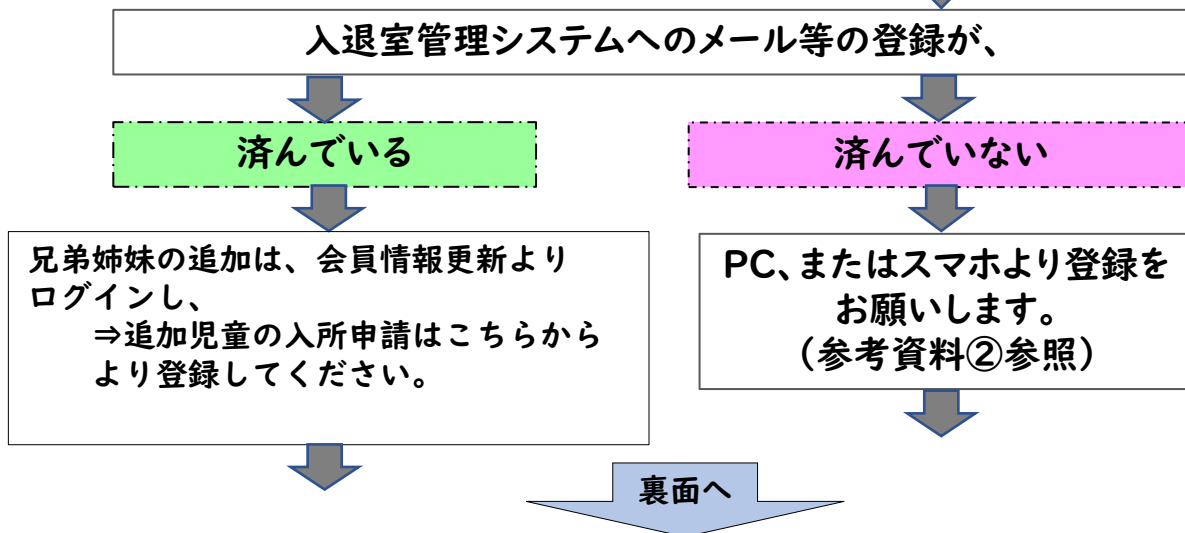 入退室管理システムへのメール等の登録が、
済んでいる
済んでいない
兄弟姉妹の追加は、会員情報更新より
ログインし、
⇒追加児童の入所申請はこちらから
より登録してください。
PC、またはスマホより登録を
お願いします。
（参考資料②参照）
裏面へ